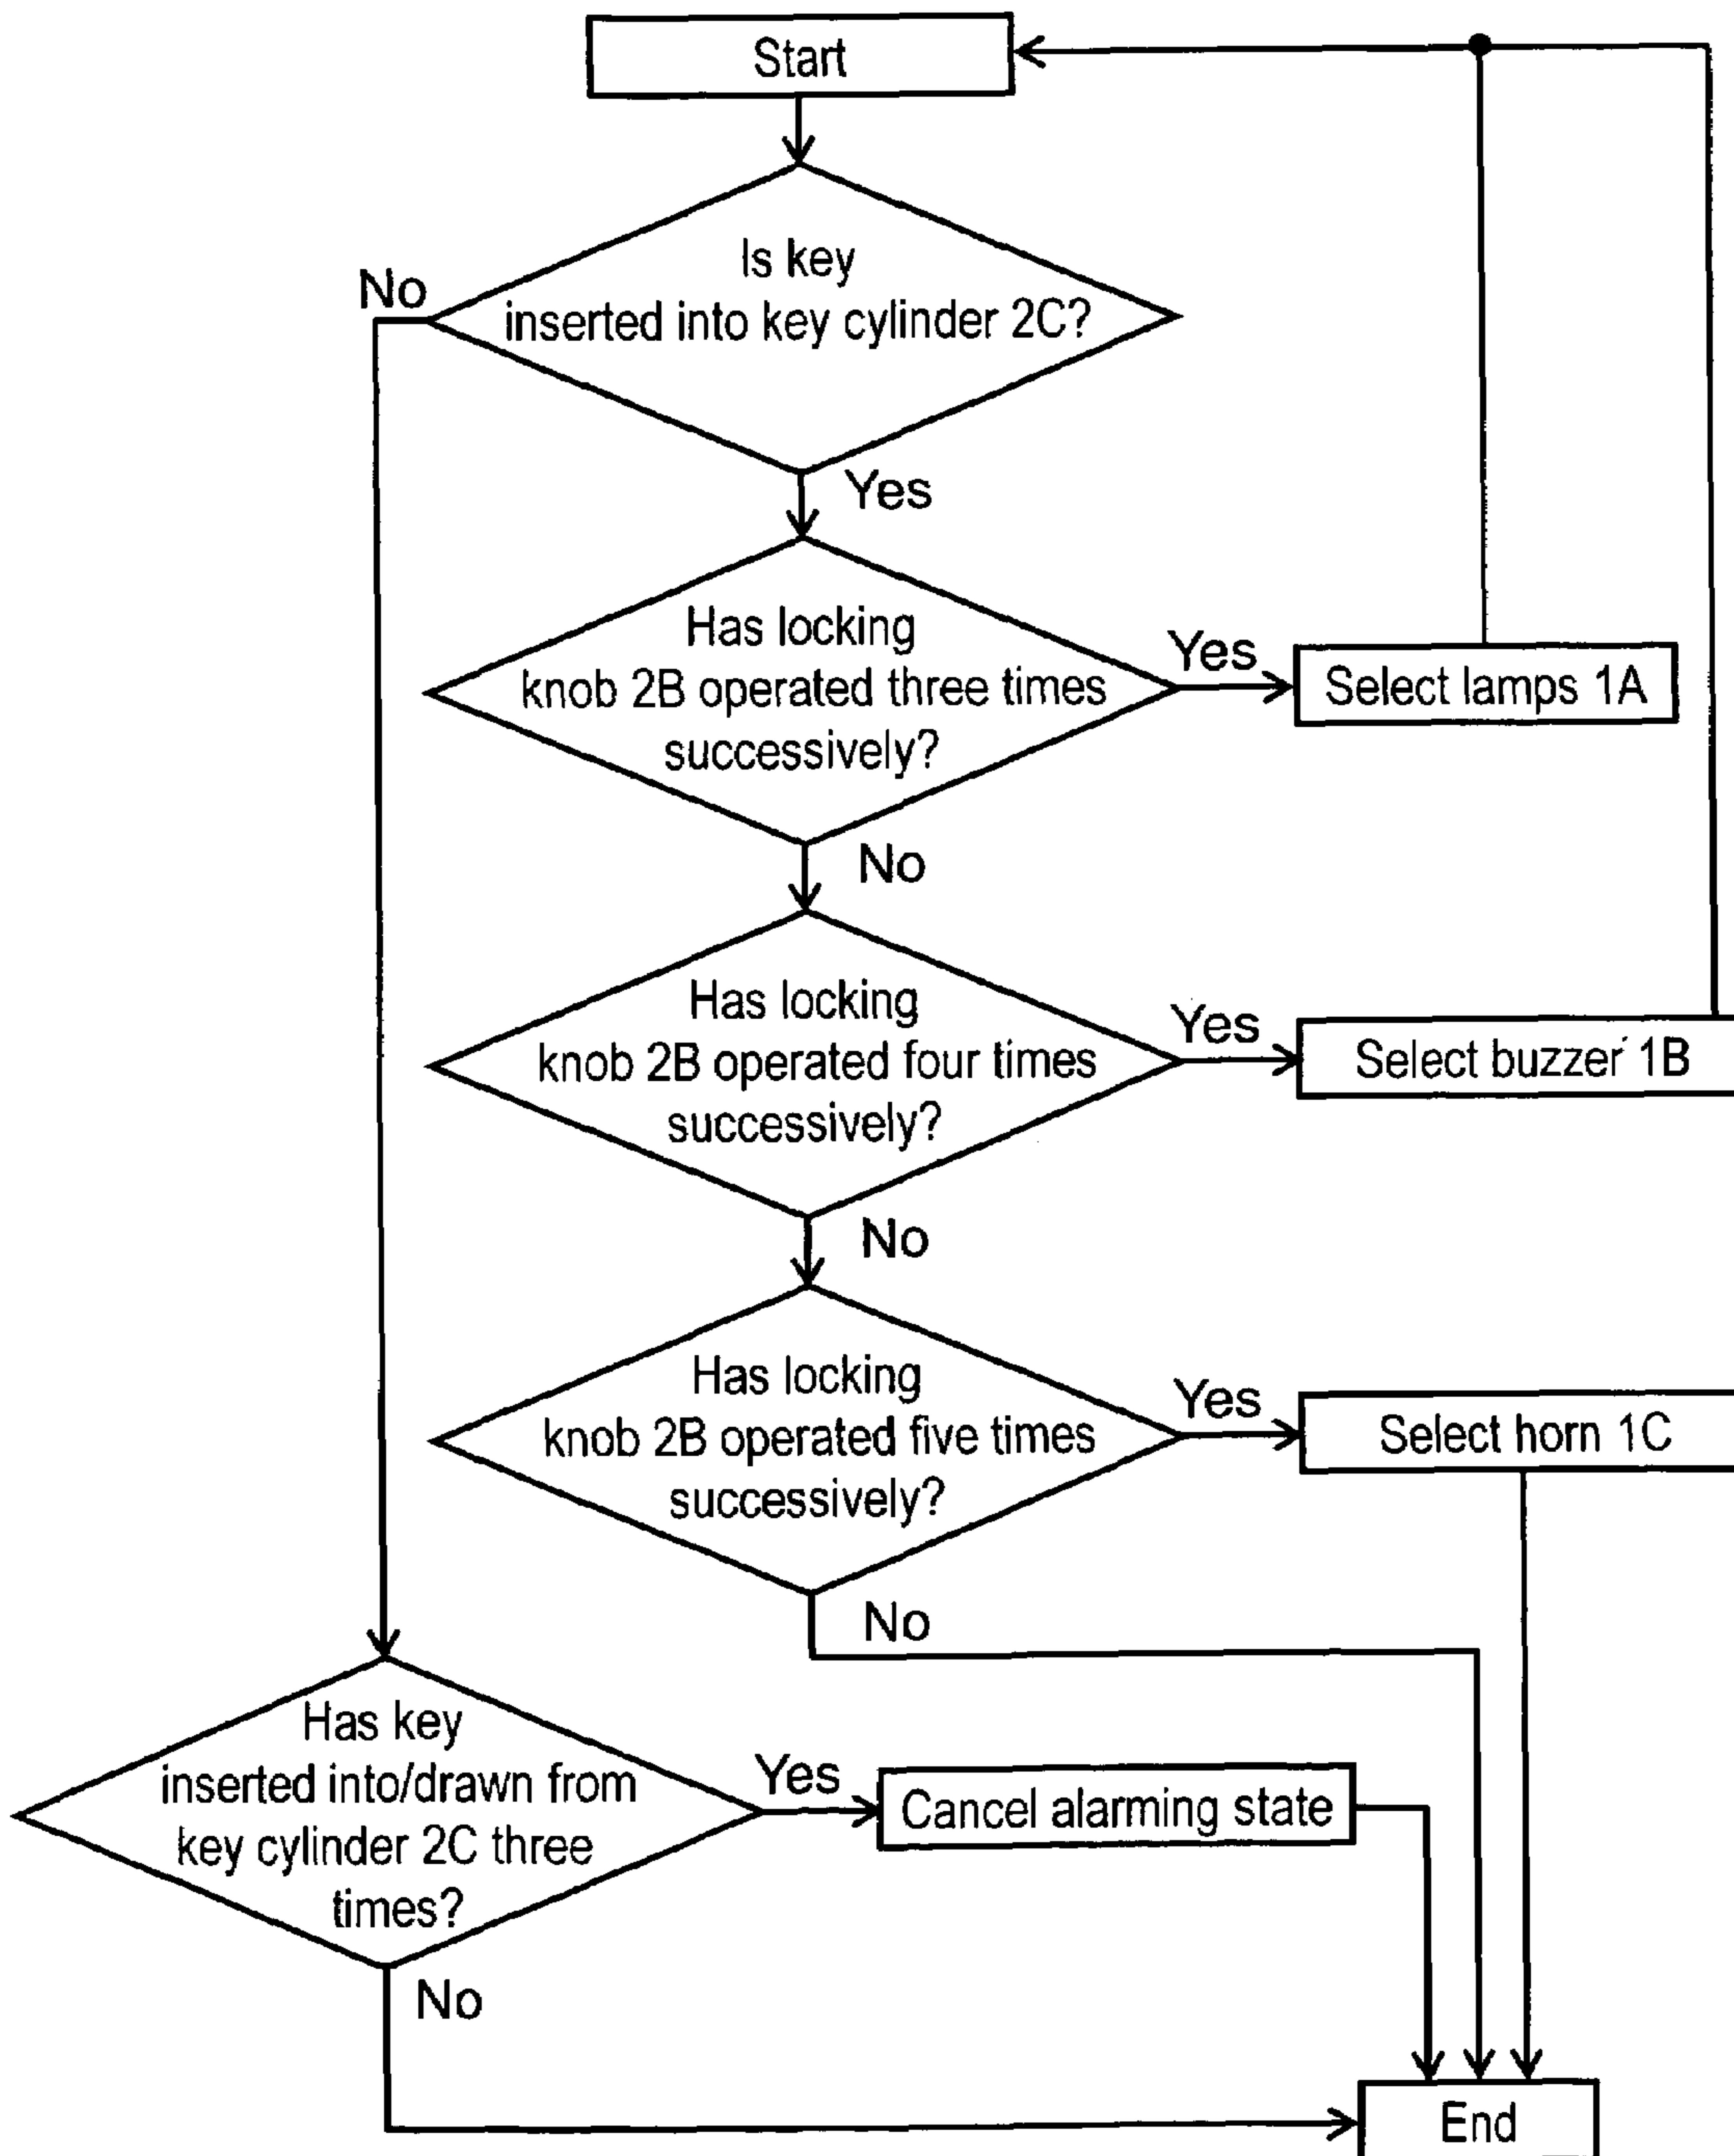 Start
Is key
inserted into key cylinder 2C?
No
Yes
Has locking
knob 2B operated three times
successively?
Yes
Select lamps 1A
No
Has locking
knob 2B operated four times
successively?
Yes
Select buzzer 1B
No
Has locking
knob 2B operated five times
successively?
Yes
Select horn 1C
No
Has key
inserted into/drawn from
key cylinder 2C three
times?
Yes
Cancel alarming state
No
End